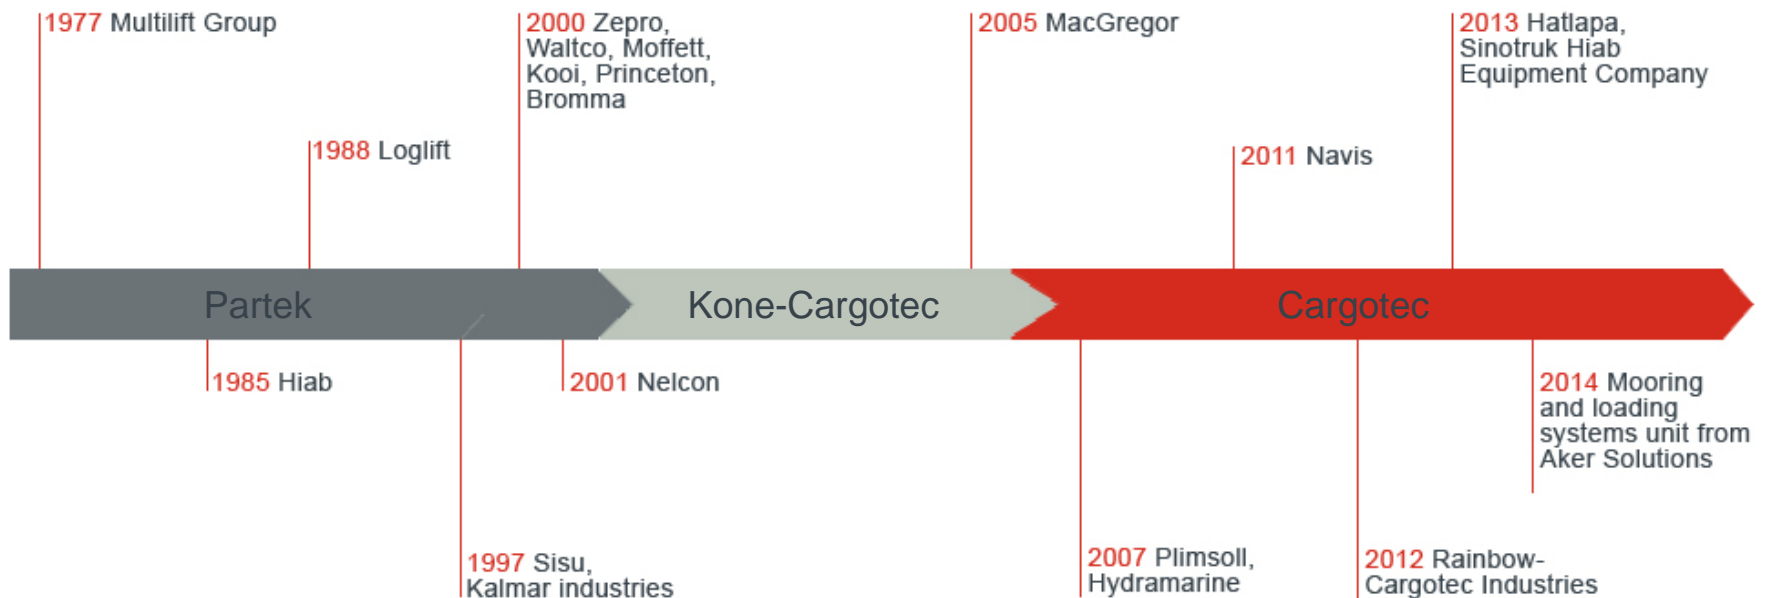 1977 Multilift Group
2000 Zepro,
Waltco, Moffett,
Kooi, Princeton,
Bromma
2005 MacGregor
2013 Hatlapa,
Sinotruk Hiab
Equipment Company
1988 Loglift
2011 Navis
Partek
Kone-Cargotec
Cargotec
1985 Hiab
2001 Nelcon
2014 Mooring
and loading
systems unit from
Aker Solutions
1997 Sisu,
Kalmar industries
2007 Plimsoll,
Hydramarine
2012 Rainbow-
Cargotec Industries